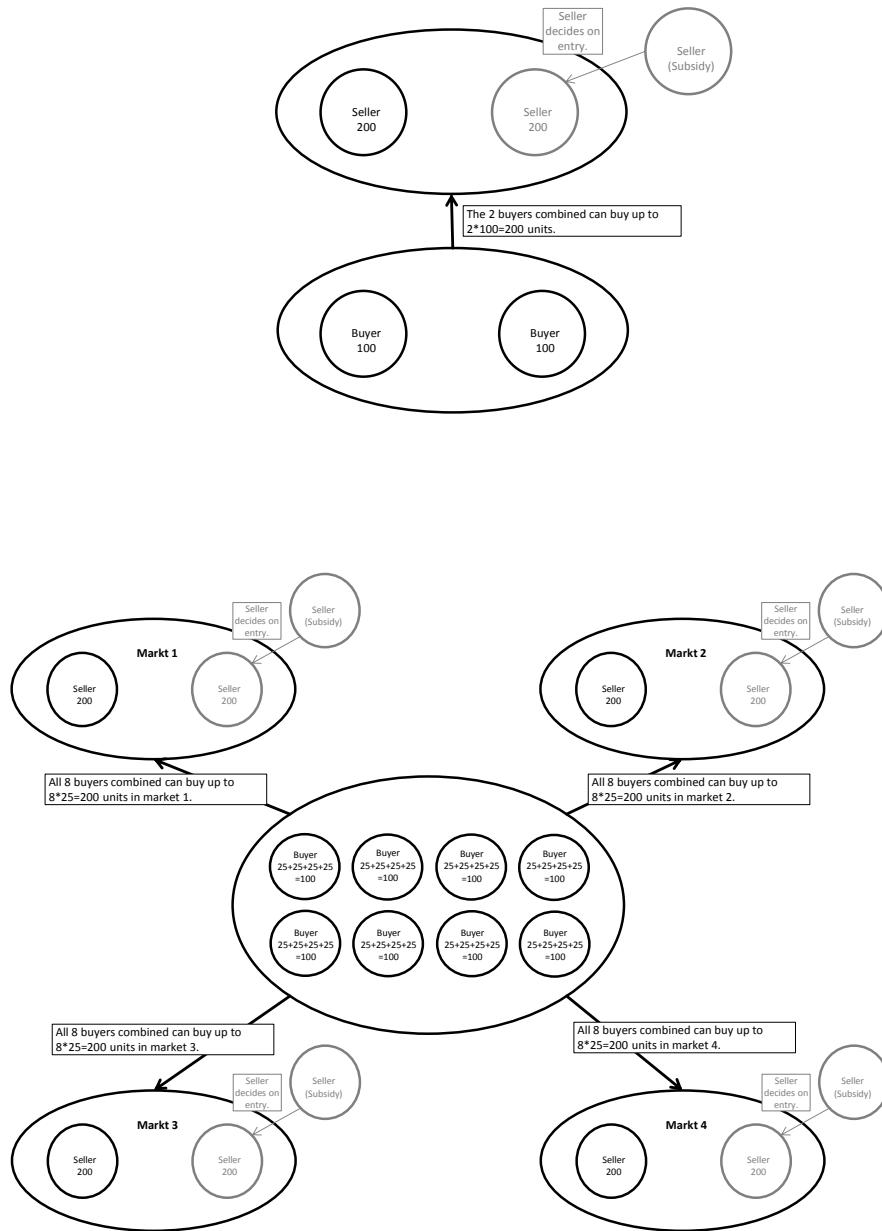 Seller
decides on
entry.
Seller
(Subsidy)
Seller
200
Seller
200
The 2 buyers combined can buy up to
2*100=200 units.
Buyer
100
Buyer
100
Seller
decides on
entry.
Seller
(Subsidy)
Markt 1
Seller
200
Seller
200
Seller
decides on
entry.
Seller
(Subsidy)
Markt 2
Seller
200
Seller
200
All 8 buyers combined can buy up to
8*25=200 units in market 1.
All 8 buyers combined can buy up to
8*25=200 units in market 2.
Buyer
25+25+25+25
=100
Buyer
25+25+25+25
=100
Buyer
25+25+25+25
=100
Buyer
25+25+25+25
=100
Buyer
25+25+25+25
=100
Buyer
25+25+25+25
=100
Buyer
25+25+25+25
=100
Buyer
25+25+25+25
=100
All 8 buyers combined can buy up to
8*25=200 units in market 3.
All 8 buyers combined can buy up to
8*25=200 units in market 4.
Seller
decides on
entry.
Seller
(Subsidy)
Markt 3
Seller
200
Seller
200
Seller
decides on
entry.
Seller
(Subsidy)
Markt 4
Seller
200
Seller
200